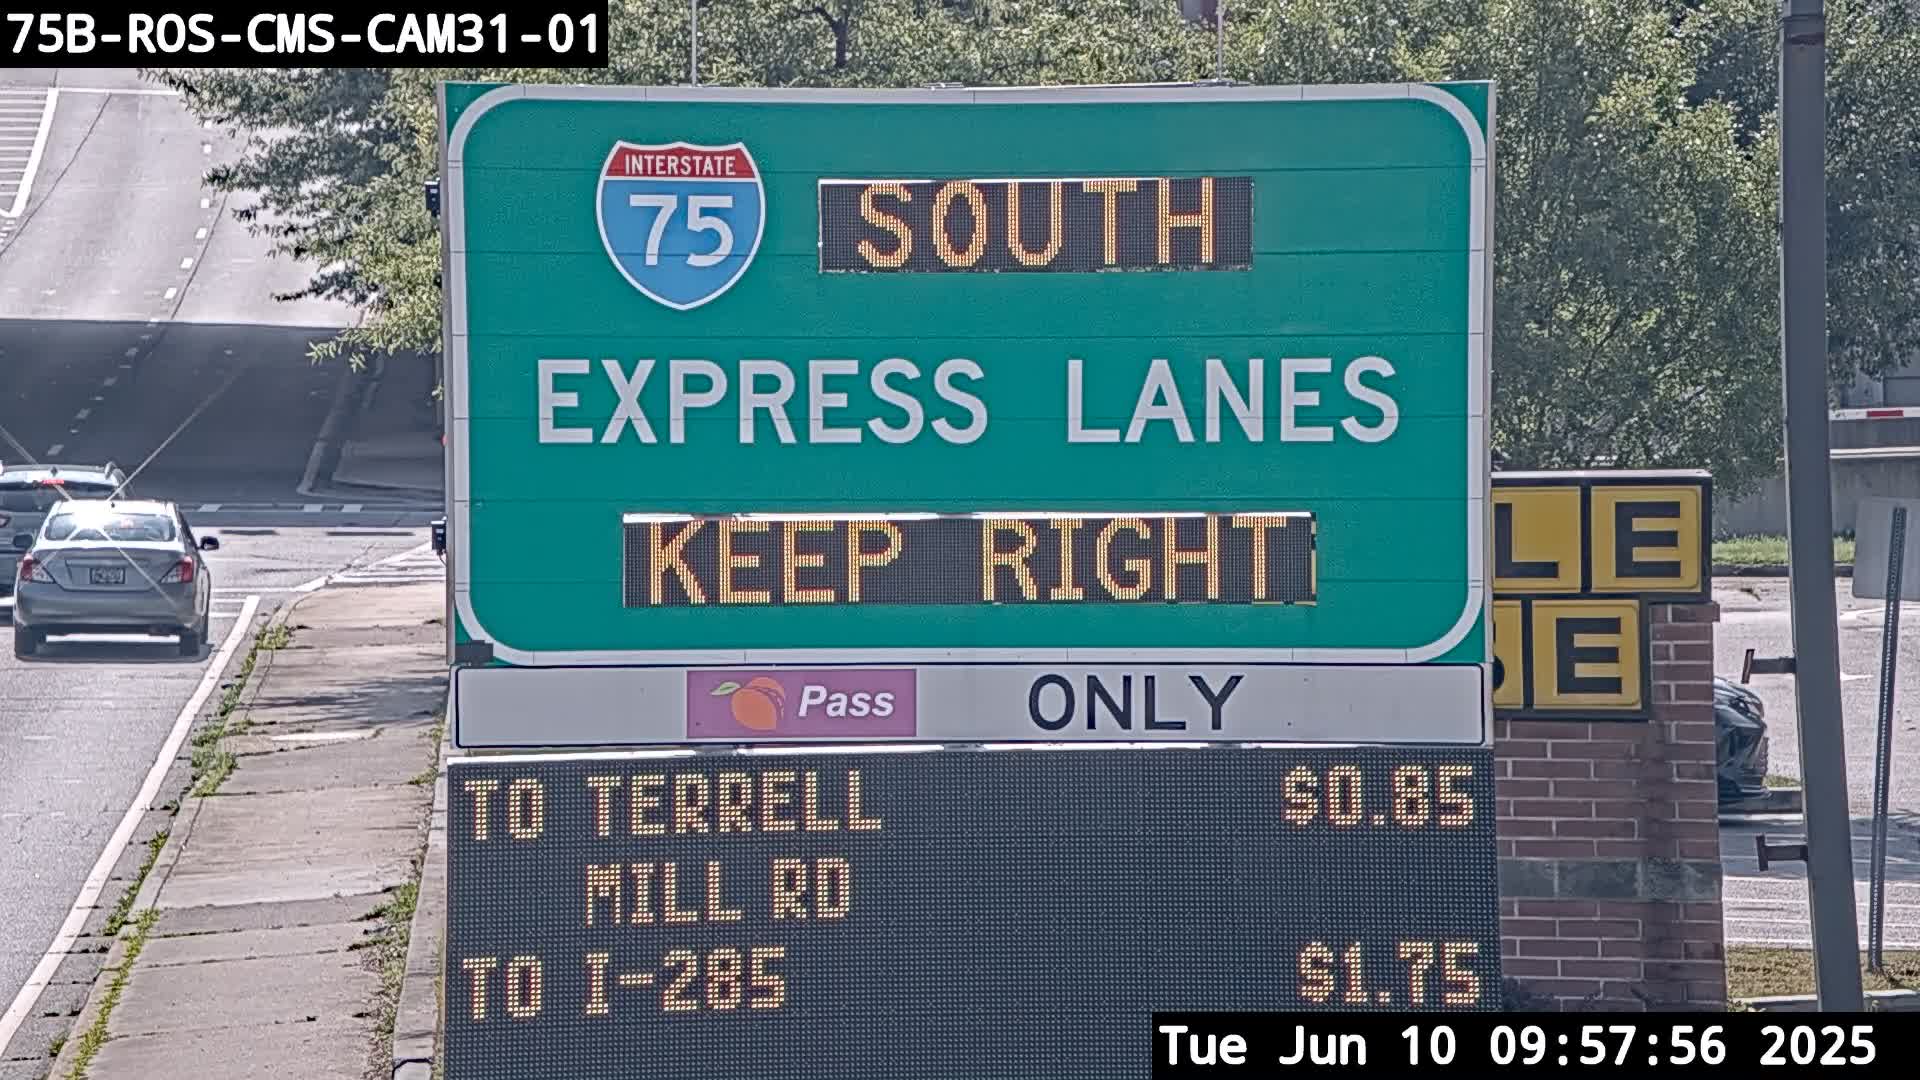 75B-ROS-CMS-CAM31-01
INTERSTATE
75
SOUTH
EXPRESS LANES
KEEP RIGHT
Pass ONLY
TO TERRELL $0.85
MILL RD
TO I-285 $1.75
LE
E
Tue Jun 10 09:57:56 2025